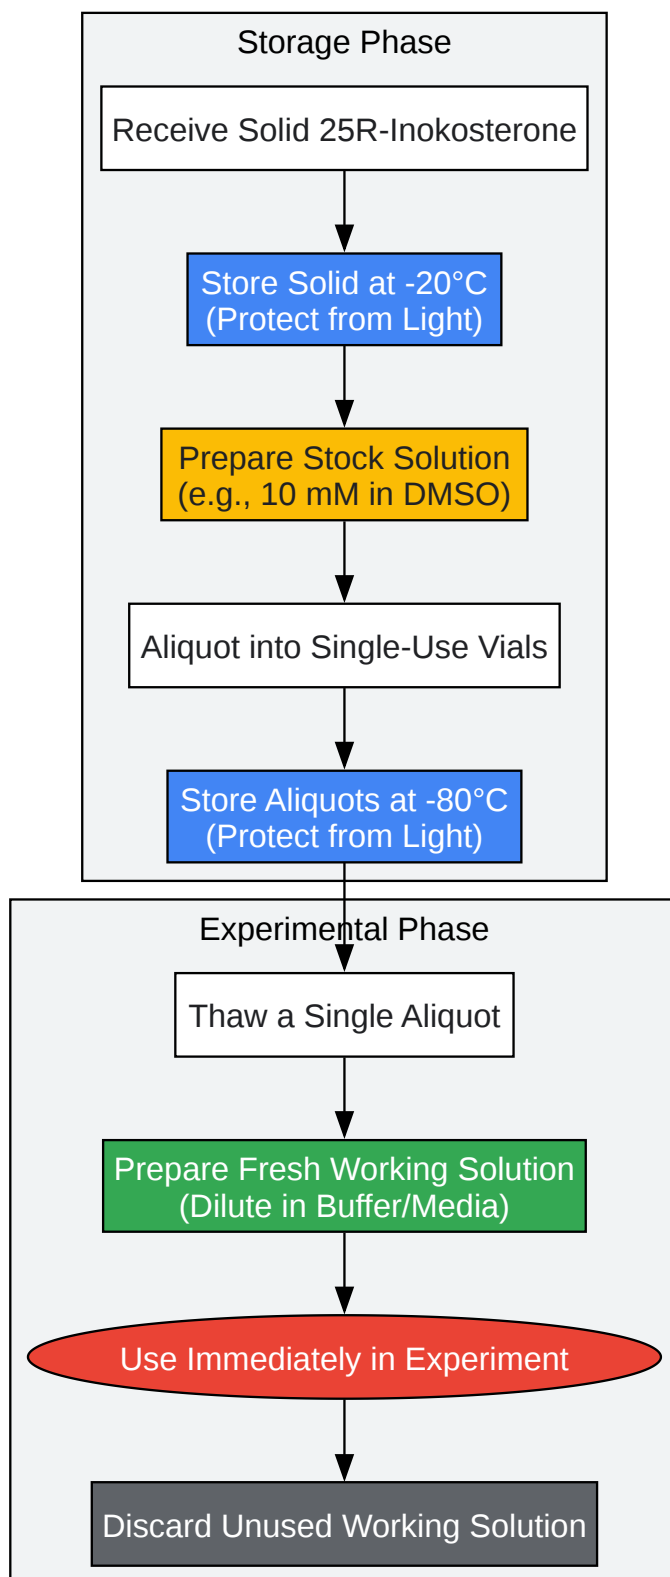 Storage Phase
Receive Solid 25R-Inokosterone
Store Solid at -20°C
(Protect from Light)
Prepare Stock Solution
(e.g., 10 mM in DMSO)
Aliquot into Single-Use Vials
Store Aliquots at -80°C
(Protect from Light)
Experimental Phase
Thaw a Single Aliquot
Prepare Fresh Working Solution
(Dilute in Buffer/Media)
Use Immediately in Experiment
Discard Unused Working Solution